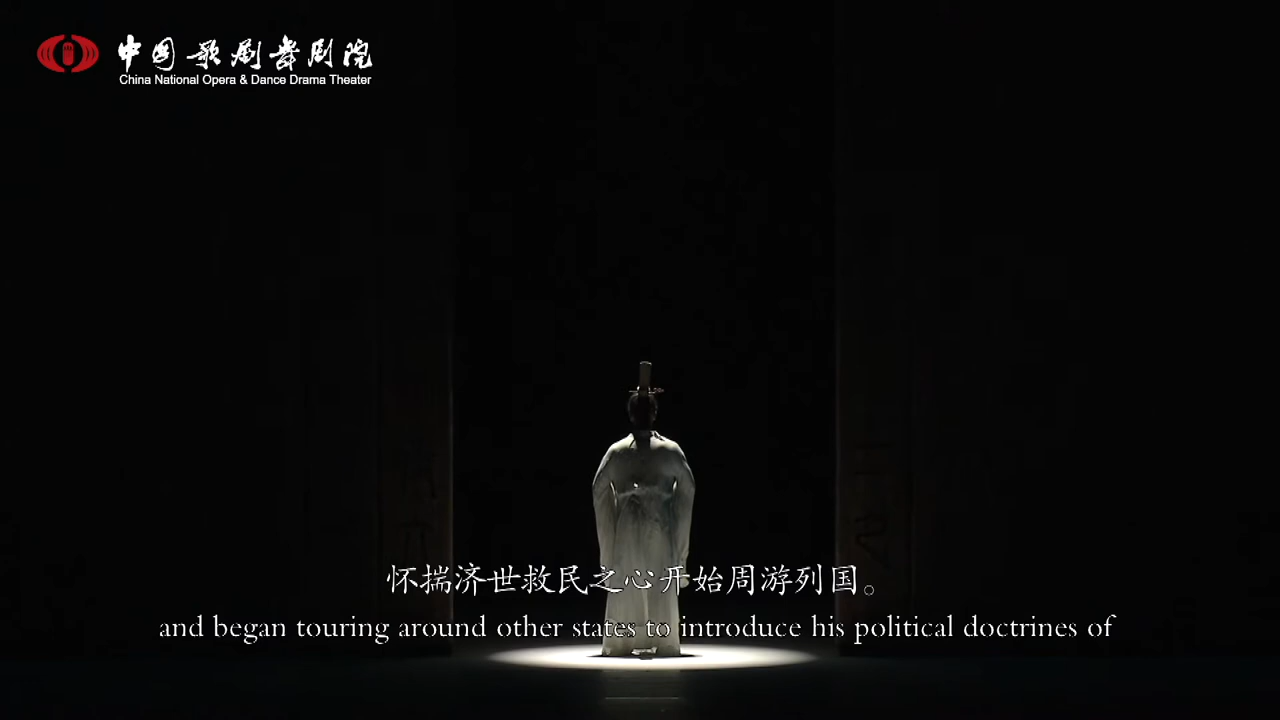 中国歌剧舞剧院
China National Opera & Dance Drama Theater
怀揣济世救民之心开始周游列国。
and began touring around other states to introduce his political doctrines of